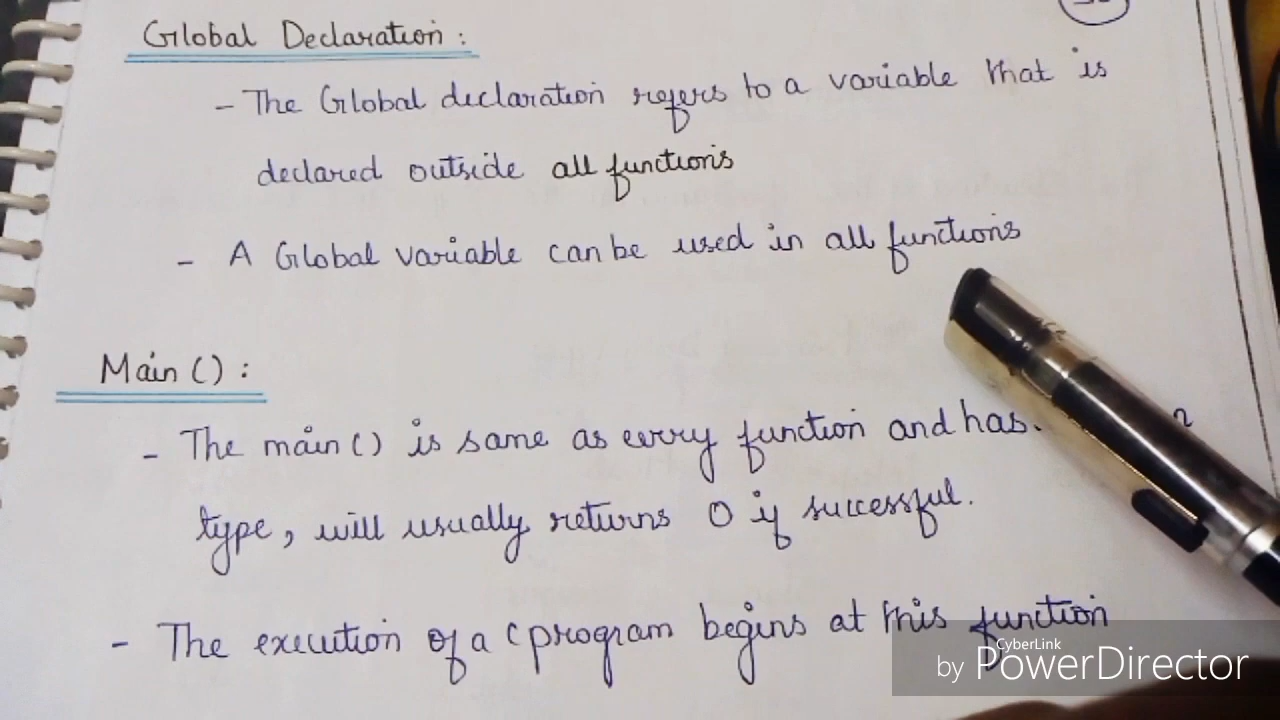 Global Declaration:
- The Global declaration refers to a variable that is
declared outside all functions
- A Global variable can be used in all functions
Main():
- The main() is same as every function and has
type, will usually returns 0 if successful.
- The execution of a C program begins at this function
CyberLink
by PowerDirector